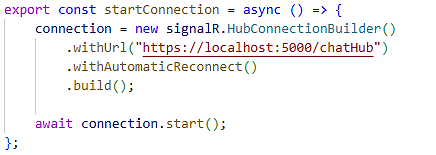 export const startConnection = async () => {
    connection = new signalR.HubConnectionBuilder()
        .withUrl("https://localhost:5000/chatHub")
        .withAutomaticReconnect()
        .build();

    await connection.start();
};